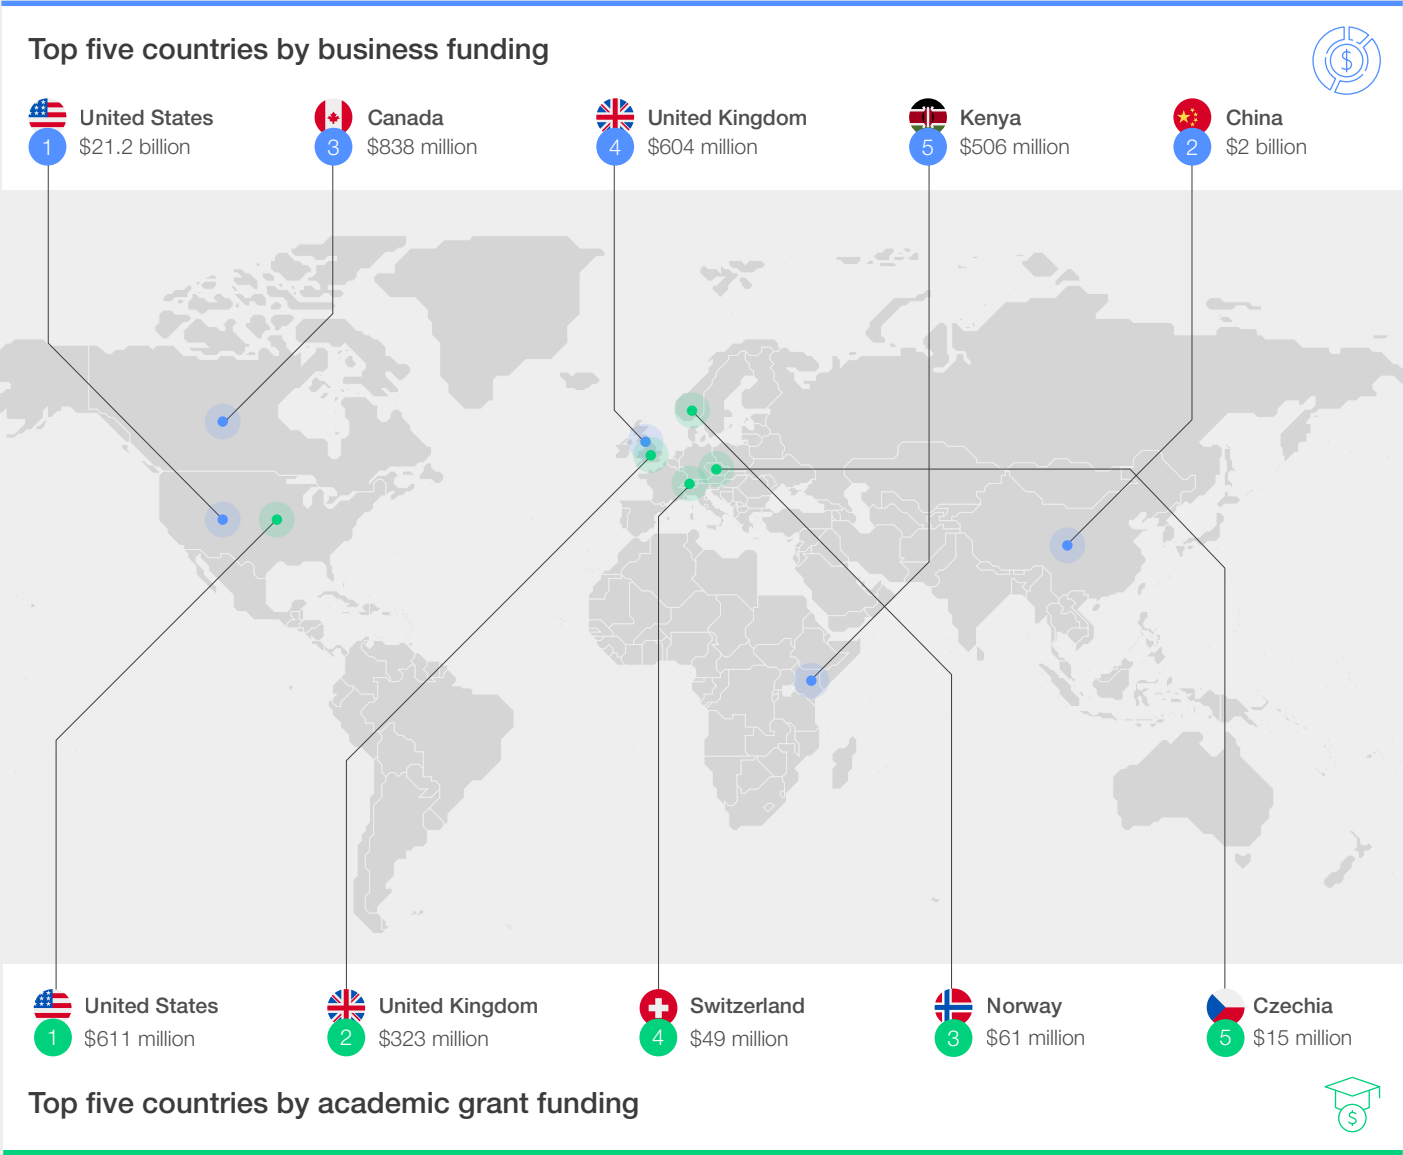 Top five countries by business funding
$
United States
1
$21.2 billion
Canada
3
$838 million
United Kingdom
4
$604 million
Kenya
5
$506 million
China
2
$2 billion
United States
1
$611 million
United Kingdom
2
$323 million
Switzerland
4
$49 million
Norway
3
$61 million
Czechia
5
$15 million
Top five countries by academic grant funding
$